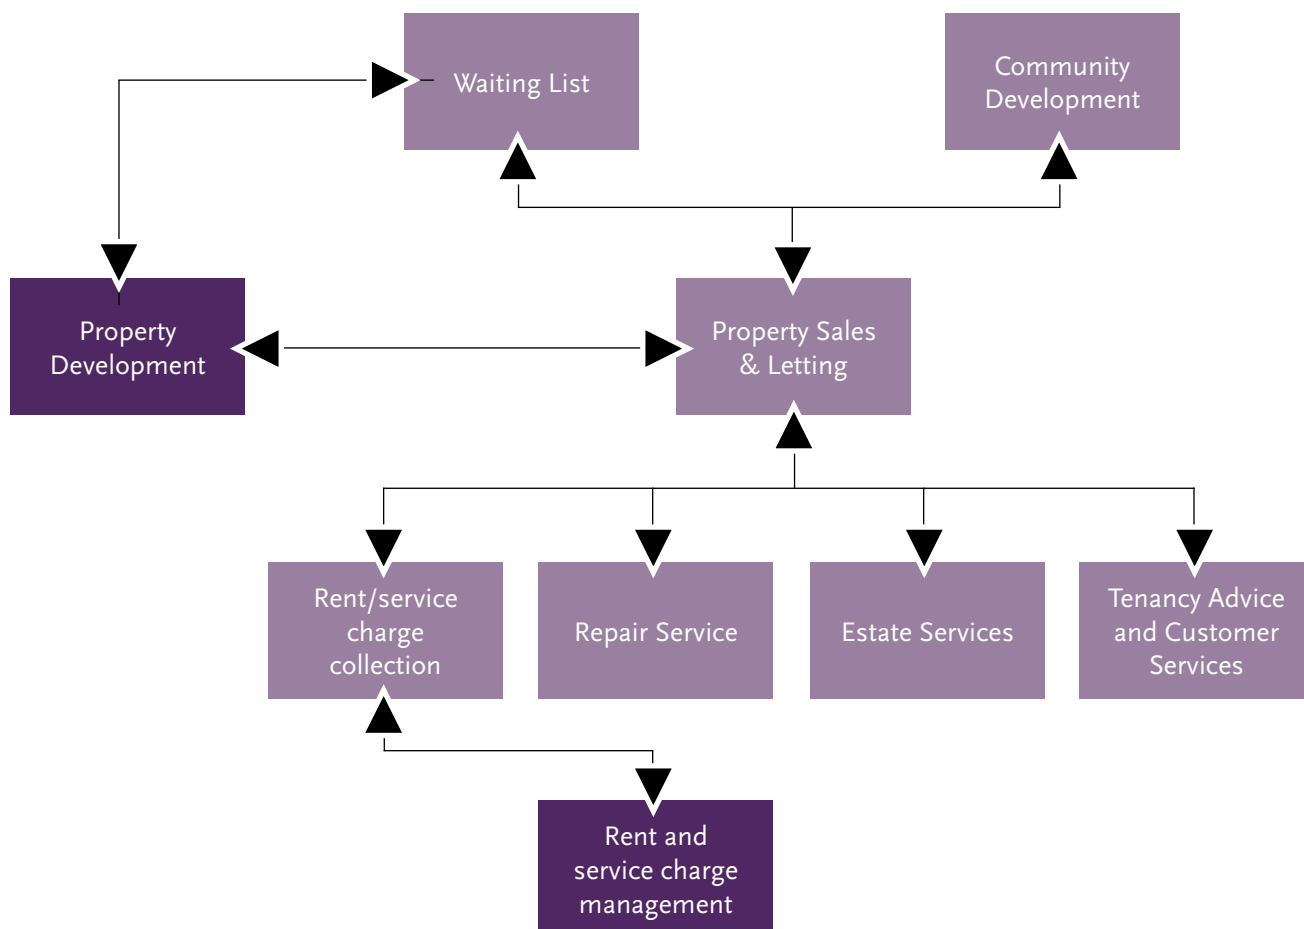 Waiting List
Community
Development
Property
Development
Property Sales
& Letting
Rent/service
charge
collection
Repair Service
Estate Services
Tenancy Advice
and Customer
Services
Rent and
service charge
management